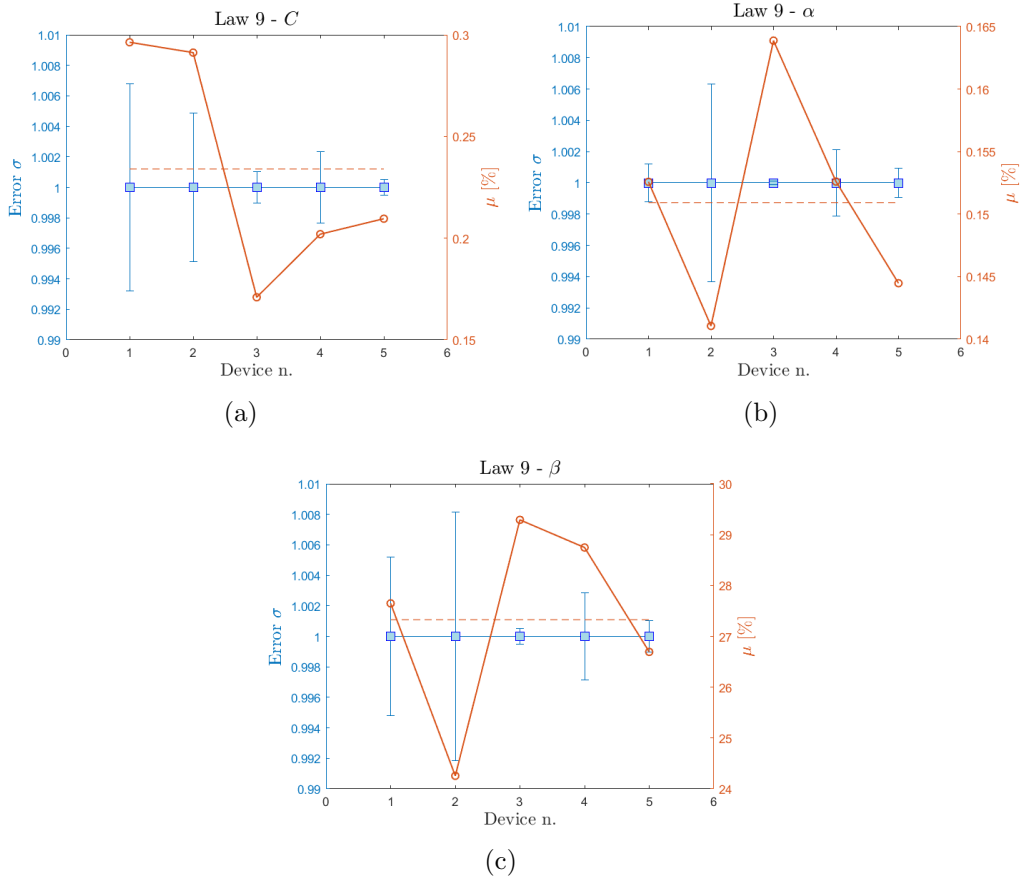 Law 9 - C
1.01
1.008
1.006
1.004
1.002
1
0.998
0.996
0.994
0.992
0.99
Error σ
0.3
0.25
0.2
0.15
μ [%]
0 1 2 3 4 5 6
Device n.
(a)
Law 9 - α
1.01
1.008
1.006
1.004
1.002
1
0.998
0.996
0.994
0.992
0.99
Error σ
0.165
0.16
0.155
0.15
0.145
0.14
μ [%]
0 1 2 3 4 5 6
Device n.
(b)
Law 9 - β
1.01
1.008
1.006
1.004
1.002
1
0.998
0.996
0.994
0.992
0.99
Error σ
30
29
28
27
26
25
24
μ [%]
0 1 2 3 4 5 6
Device n.
(c)